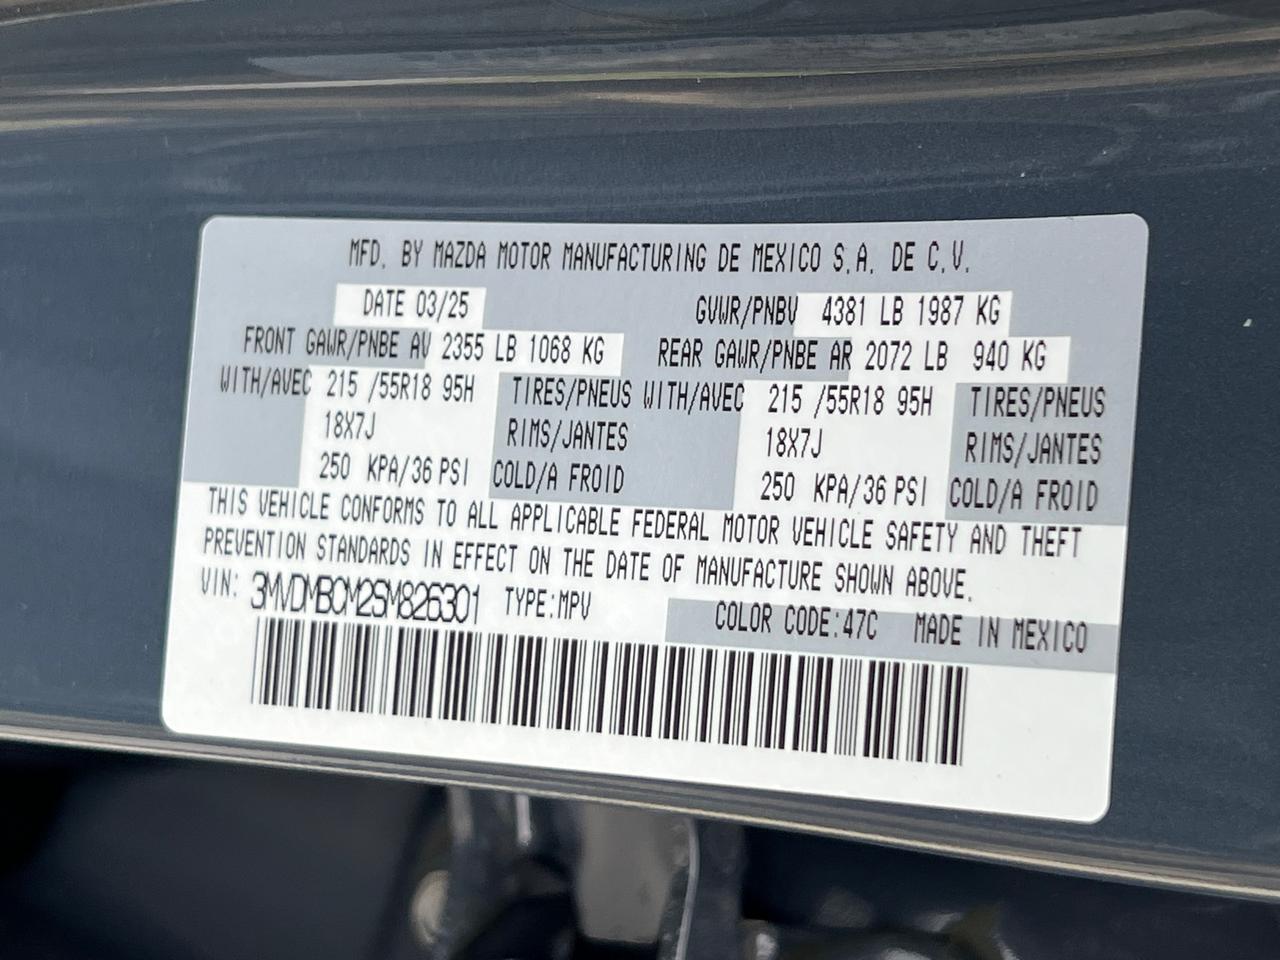 MFD. BY MAZDA MOTOR MANUFACTURING DE MEXICO S.A. DE C.V.
DATE 03/25 GVWR/PNBV 4381 LB 1987 KG
FRONT GAWR/PNBE AV 2355 LB 1068 KG REAR GAWR/PNBE AR 2072 LB 940 KG
WITH/AVEC 215 /55R18 95H TIRES/PNEUS WITH/AVEC 215 /55R18 95H TIRES/PNEUS
18X7J RIMS/JANTES 18X7J RIMS/JANTES
250 KPA/36 PSI COLD/A FROID 250 KPA/36 PSI COLD/A FROID
THIS VEHICLE CONFORMS TO ALL APPLICABLE FEDERAL MOTOR VEHICLE SAFETY AND THEFT
PREVENTION STANDARDS IN EFFECT ON THE DATE OF MANUFACTURE SHOWN ABOVE.
VIN: 3MVDMBCM2SM826301 TYPE:MPV COLOR CODE:47C MADE IN MEXICO